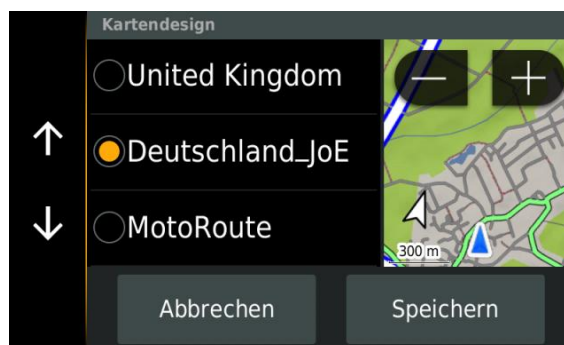 Kartendesign
United Kingdom
Deutschland_JoE
MotoRoute
300 m
Abbrechen
Speichern